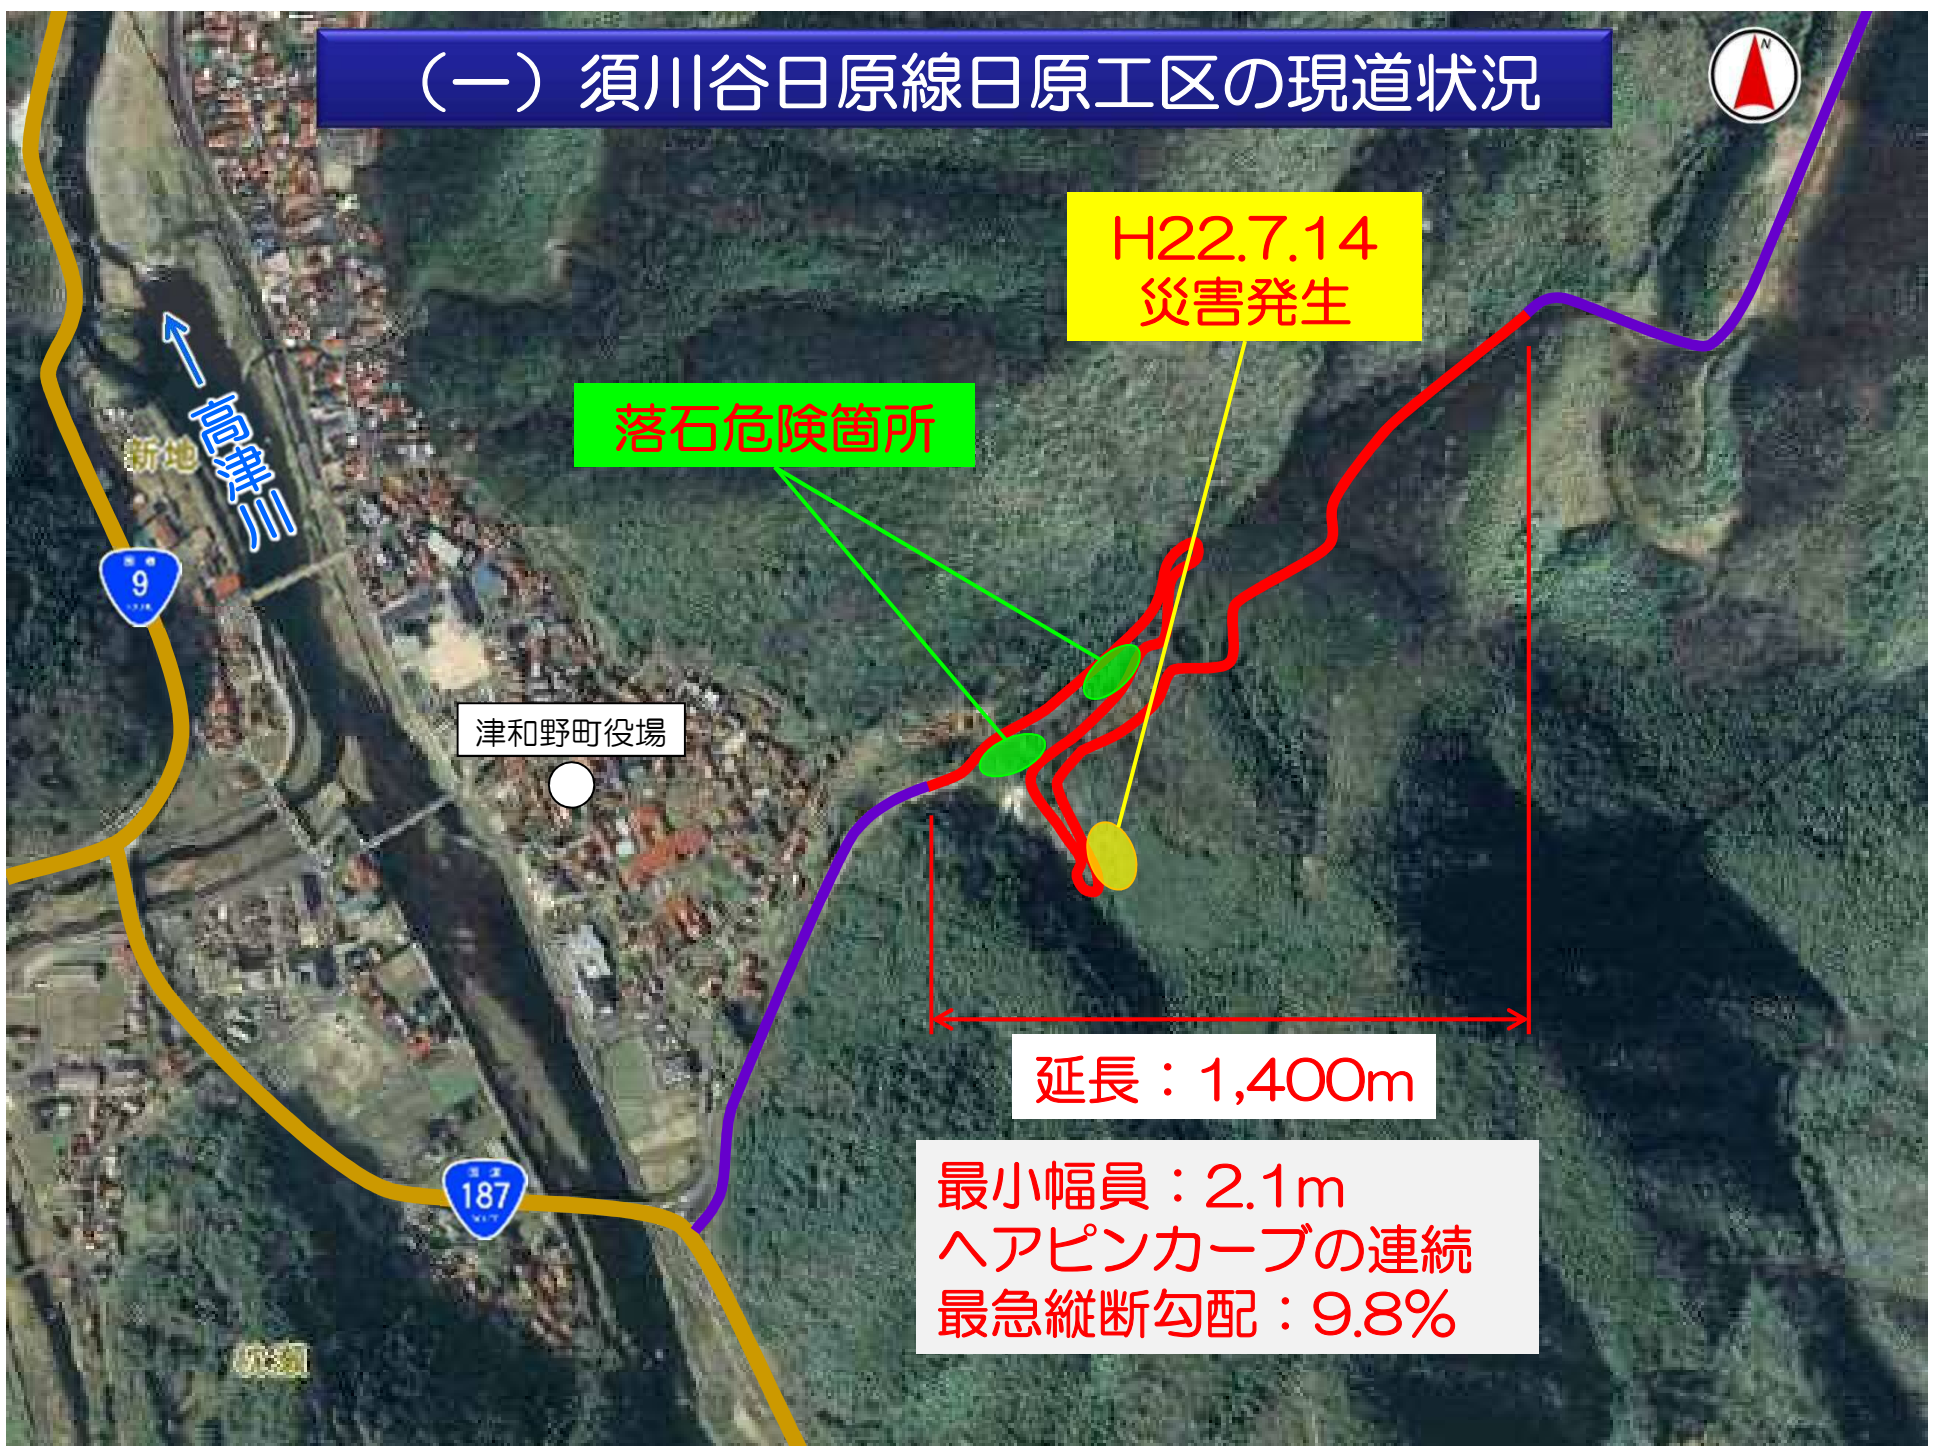 （一）須川谷日原線日原工区の現道状況
N
H22.7.14
災害発生
落石危険箇所
高津川
新地
9
津和野町役場
延長：1,400m
187
最小幅員：2.1m
ヘアピンカーブの連続
最急縦断勾配：9.8%